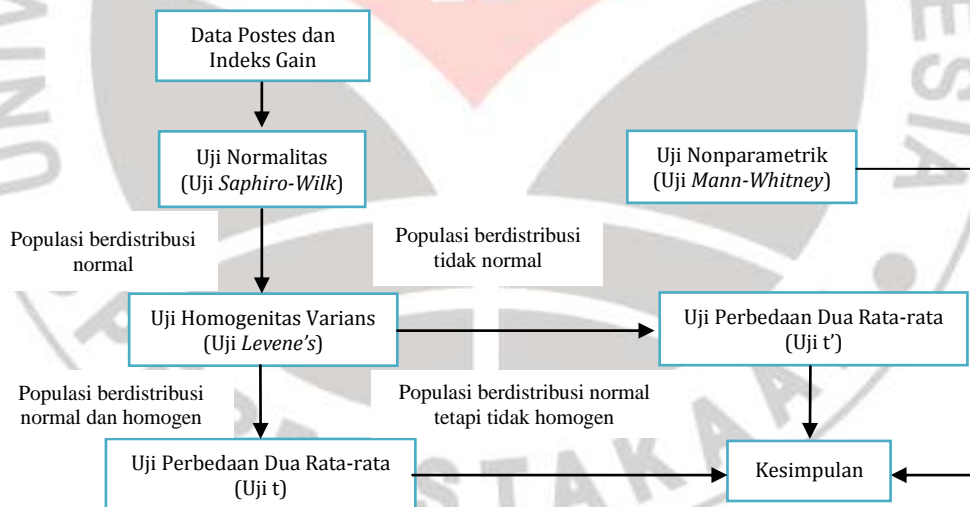 Data Postes dan
Indeks Gain
Uji Normalitas
(Uji Saphiro-Wilk)
Uji Nonparametrik
(Uji Mann-Whitney)
Populasi berdistribusi
normal
Populasi berdistribusi
tidak normal
Uji Homogenitas Varians
(Uji Levene's)
Uji Perbedaan Dua Rata-rata
(Uji t')
Populasi berdistribusi
normal dan homogen
Populasi berdistribusi normal
tetapi tidak homogen
Uji Perbedaan Dua Rata-rata
(Uji t)
Kesimpulan